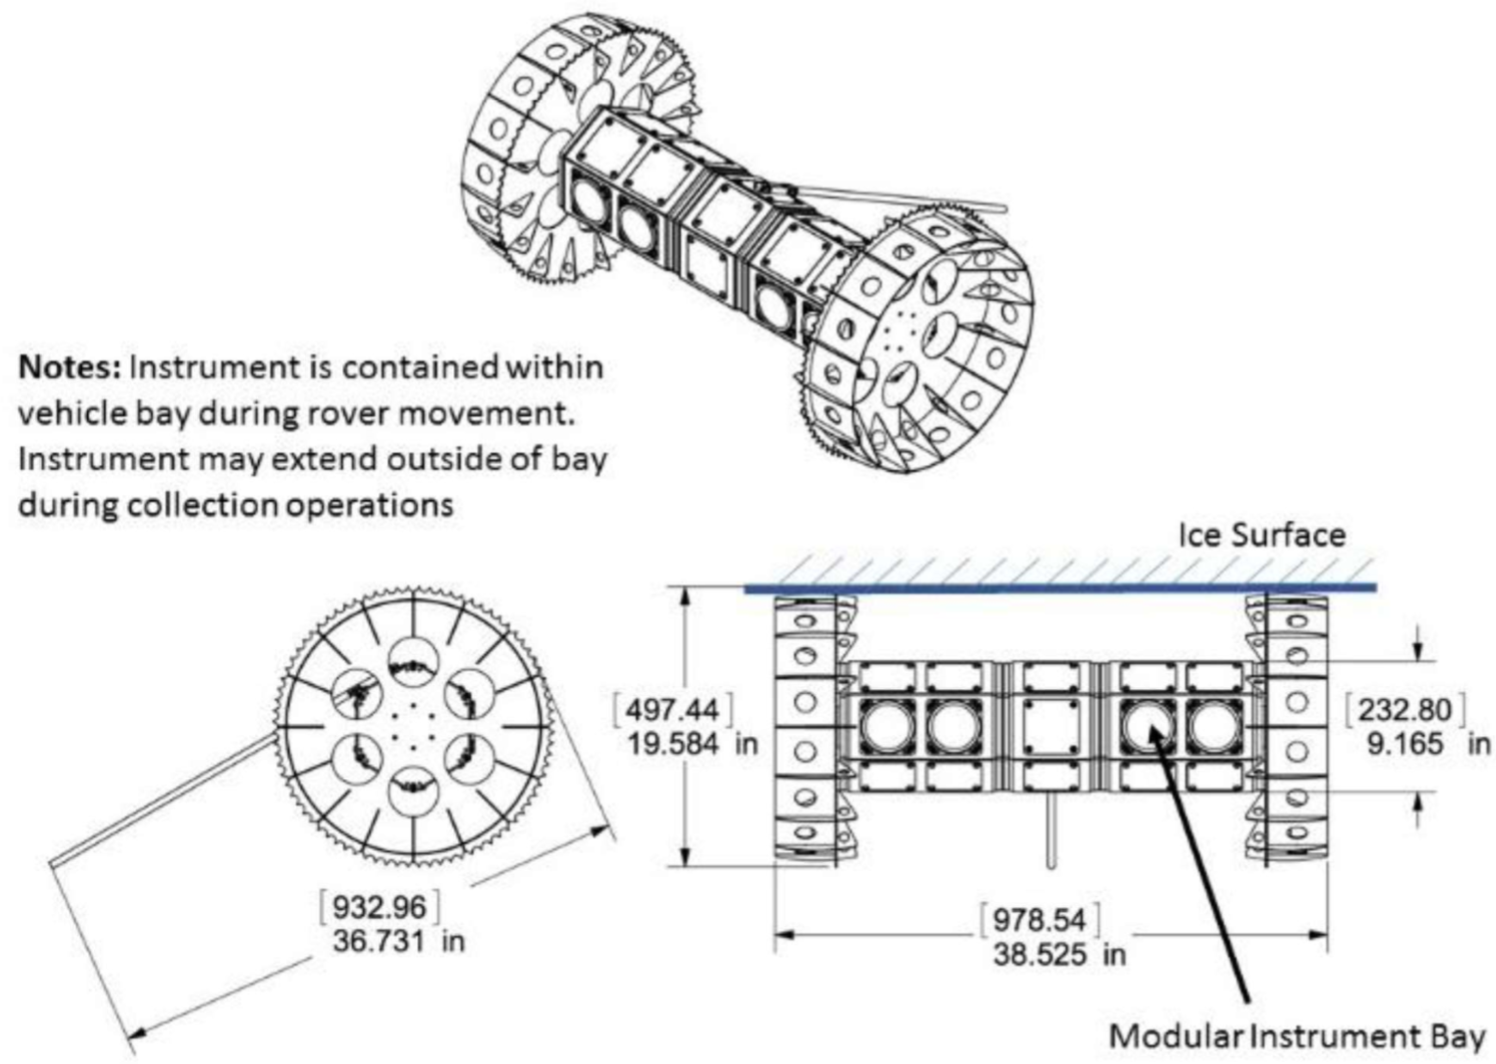 Notes: Instrument is contained within
vehicle bay during rover movement.
Instrument may extend outside of bay
during collection operations
Ice Surface
[497.44]
19.584 in
[232.80]
9.165 in
[932.96]
36.731 in
[978.54]
38.525 in
Modular Instrument Bay